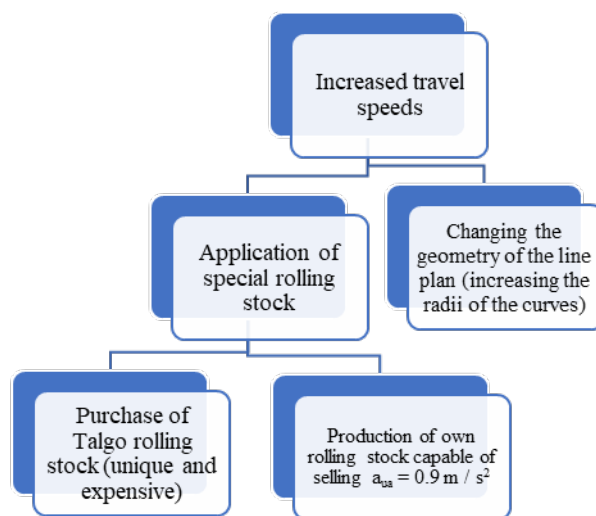 Increased travel
speeds
Application of
special rolling
stock
Changing the
geometry of the line
plan (increasing the
radii of the curves)
Purchase of
Talgo rolling
stock (unique and
expensive)
Production of own
rolling stock capable of
selling aᵤₐ = 0.9 m / s²